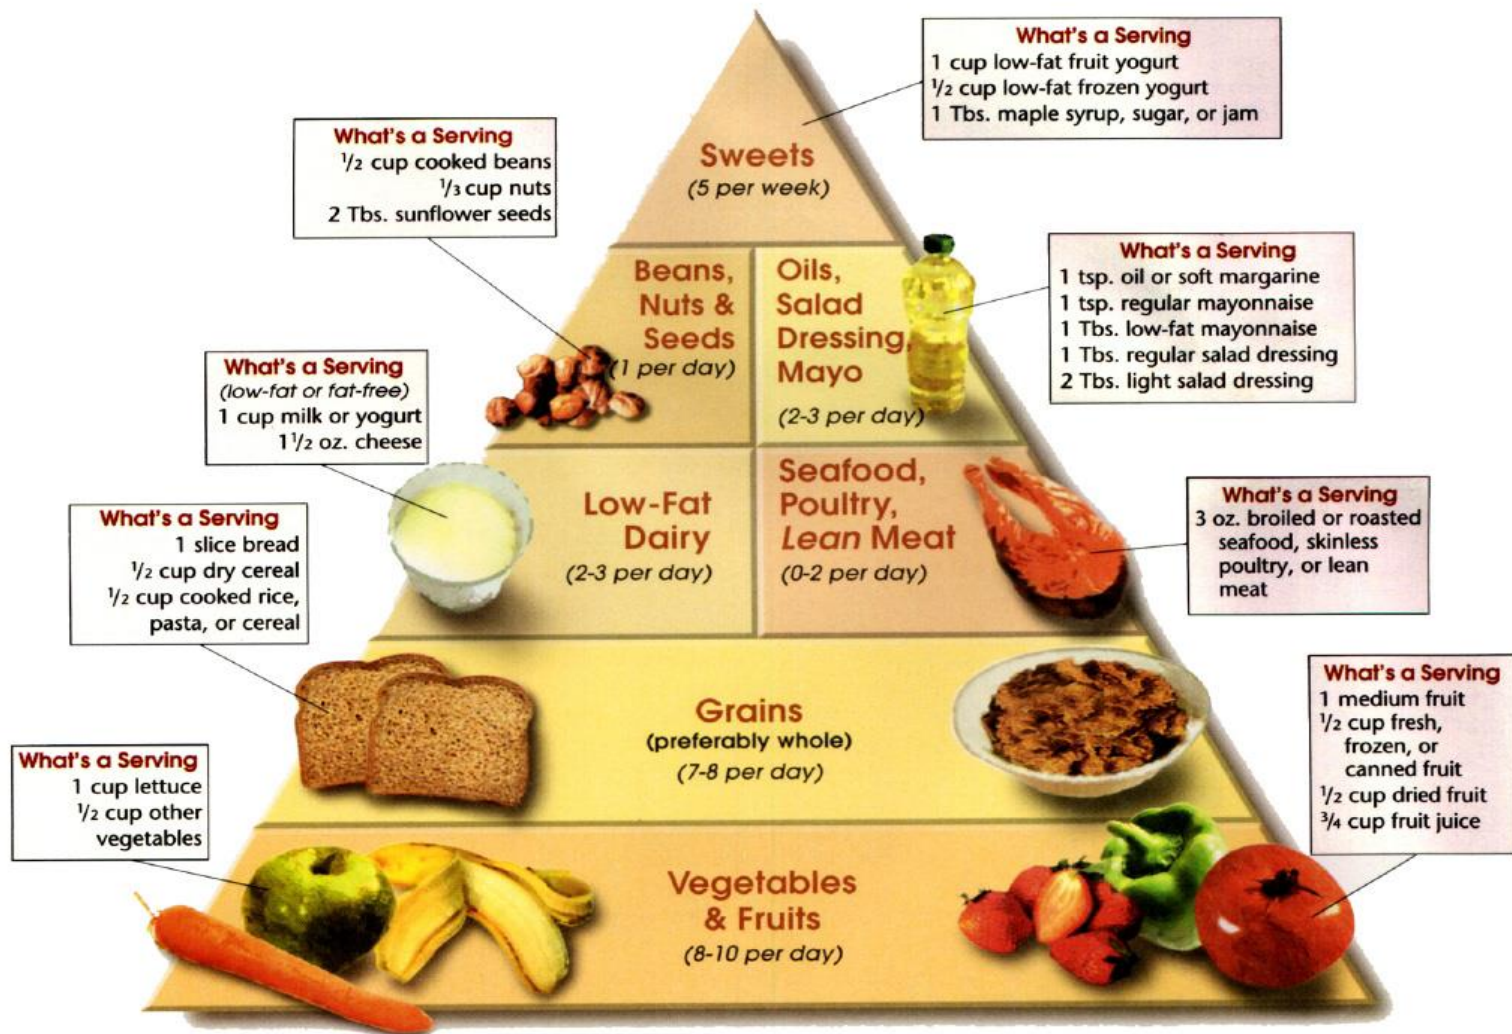 What's a Serving
1 cup low-fat fruit yogurt
1/2 cup low-fat frozen yogurt
1 Tbs. maple syrup, sugar, or jam
Sweets
(5 per week)
What's a Serving
1/2 cup cooked beans
1/3 cup nuts
2 Tbs. sunflower seeds
Beans,
Nuts &
Seeds
(1 per day)
Oils,
Salad
Dressing,
Mayo
(2-3 per day)
What's a Serving
1 tsp. oil or soft margarine
1 tsp. regular mayonnaise
1 Tbs. low-fat mayonnaise
1 Tbs. regular salad dressing
2 Tbs. light salad dressing
What's a Serving
(low-fat or fat-free)
1 cup milk or yogurt
1 1/2 oz. cheese
Low-Fat
Dairy
(2-3 per day)
Seafood,
Poultry,
Lean Meat
(0-2 per day)
What's a Serving
3 oz. broiled or roasted
seafood, skinless
poultry, or lean
meat
What's a Serving
1 slice bread
1/2 cup dry cereal
1/2 cup cooked rice,
pasta, or cereal
Grains
(preferably whole)
(7-8 per day)
What's a Serving
1 cup lettuce
1/2 cup other
vegetables
Vegetables
& Fruits
(8-10 per day)
What's a Serving
1 medium fruit
1/2 cup fresh,
frozen, or
canned fruit
1/2 cup dried fruit
3/4 cup fruit juice